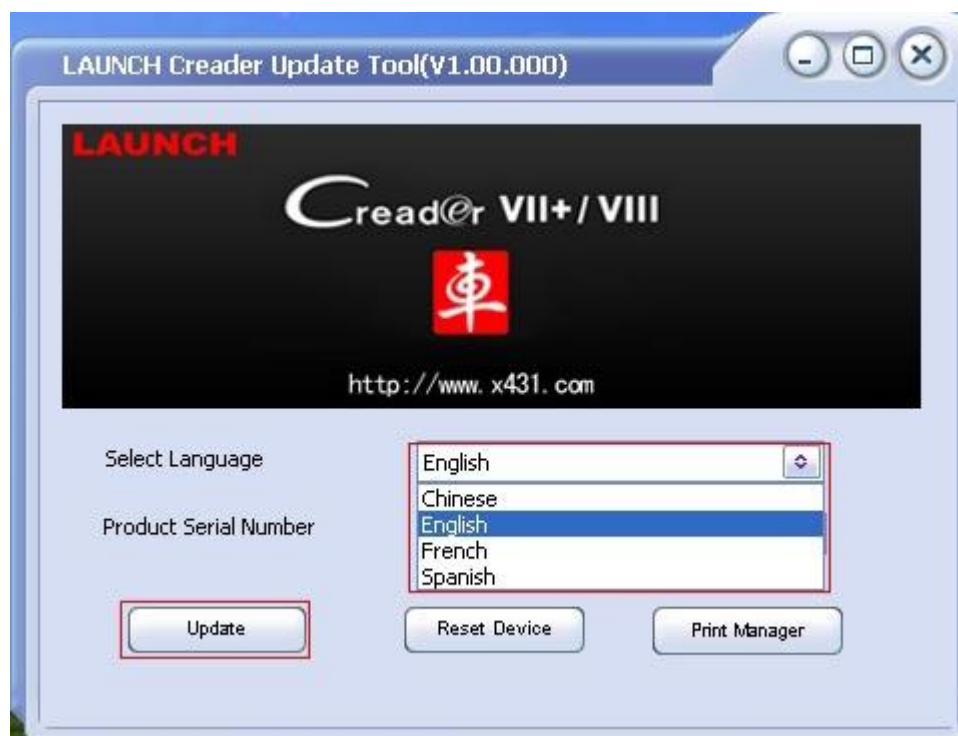 LAUNCH Creader Update Tool(V1.00.000)
LAUNCH
Cread@r VII+/ VIII
車
http://www.x431.com
Select Language
English
Chinese
English
French
Spanish
Product Serial Number
Update
Reset Device
Print Manager